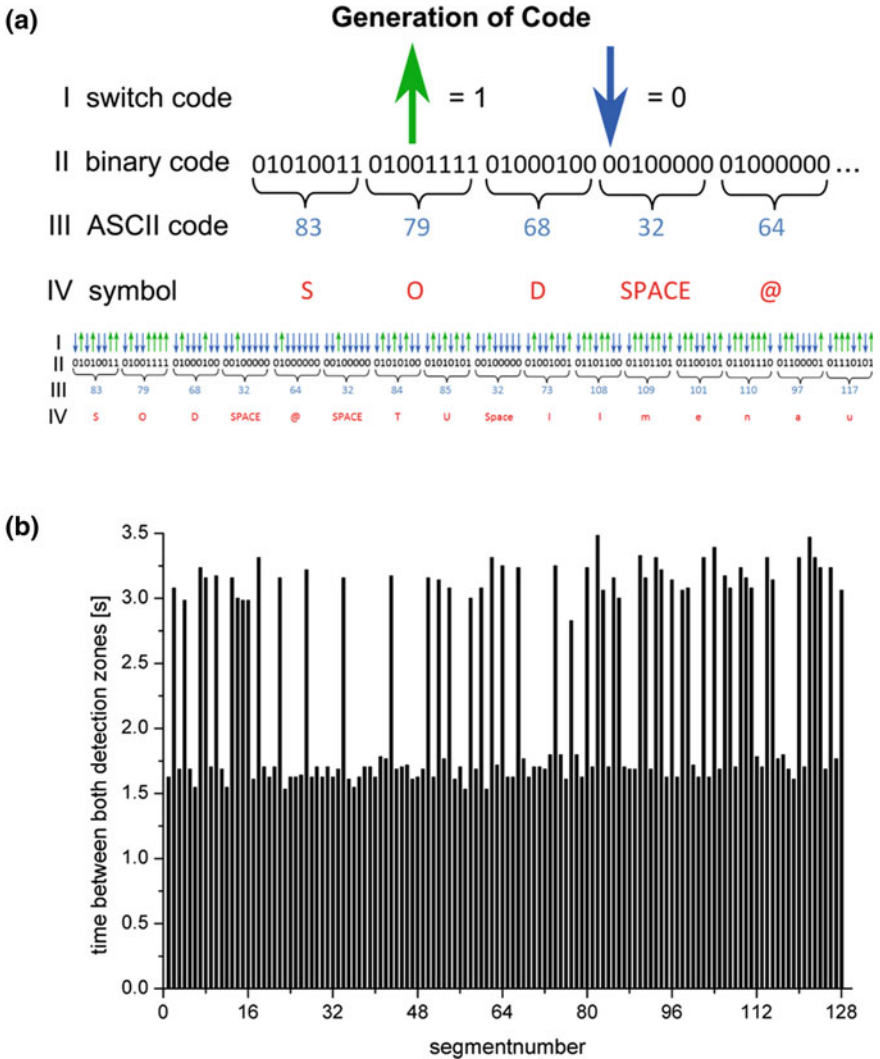 (a)
Generation of Code
I switch code = 1 = 0
II binary code 01010011 01001111 01000100 00100000 01000000 ...
III ASCII code 83 79 68 32 64
IV symbol S O D SPACE @
I
II 01010011 01001111 01000100 00100000 01000000 00100000 01010100 01010101 00100000 01001001 01101100 01101101 01100101 01101110 01100001 01110101
III 83 79 68 32 64 32 84 85 32 73 108 109 101 110 97 117
IV S O D SPACE @ SPACE T U Space I l m e n a u
(b)
time between both detection zones [s]
3.5
3.0
2.5
2.0
1.5
1.0
0.5
0.0
0 16 32 48 64 80 96 112 128
segmentnumber